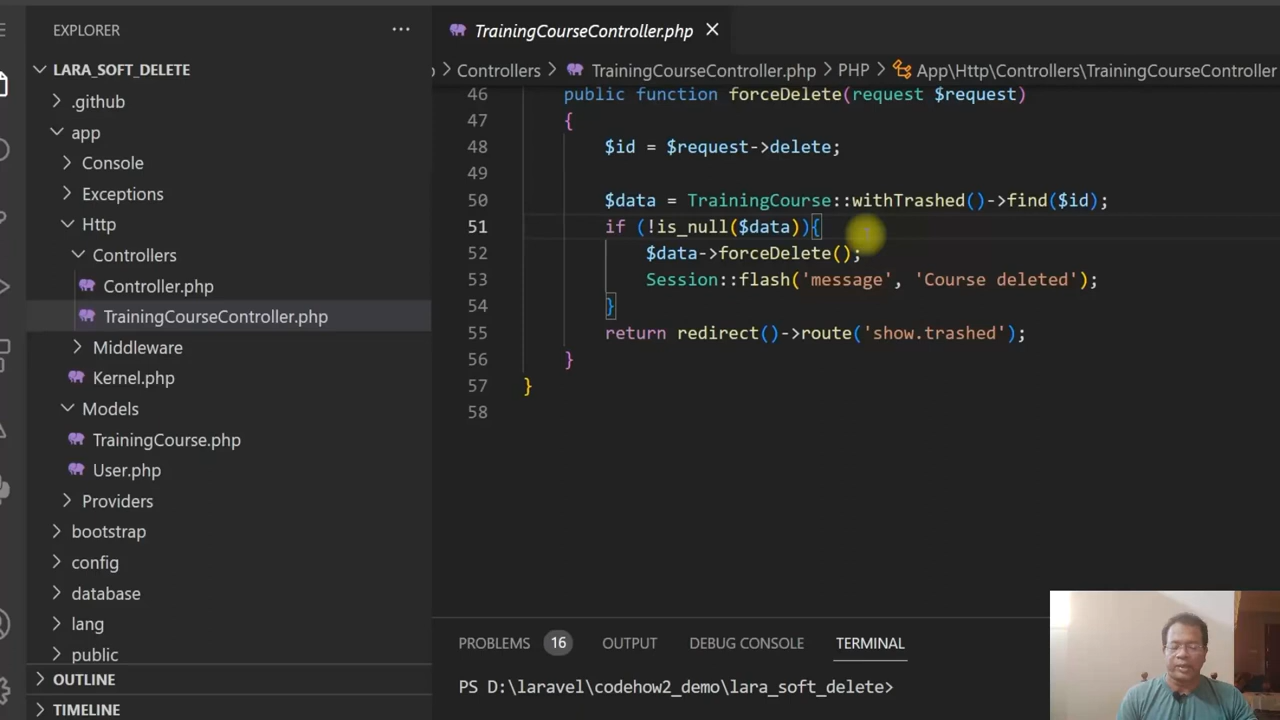 EXPLORER
LARA_SOFT_DELETE
.github
app
Console
Exceptions
Http
Controllers
Controller.php
TrainingCourseController.php
Middleware
Kernel.php
Models
TrainingCourse.php
User.php
Providers
bootstrap
config
database
lang
public
OUTLINE
TIMELINE
TrainingCourseController.php
Controllers > TrainingCourseController.php > PHP > App\Http\Controllers\TrainingCourseController
46 public function forceDelete(request $request)
47 {
48 $id = $request->delete;
49
50 $data = TrainingCourse::withTrashed()->find($id);
51 if (!is_null($data)){
52 $data->forceDelete();
53 Session::flash('message', 'Course deleted');
54 }
55 return redirect()->route('show.trashed');
56 }
57 }
58
PROBLEMS 16 OUTPUT DEBUG CONSOLE TERMINAL
PS D:\laravel\codehow2_demo\lara_soft_delete>